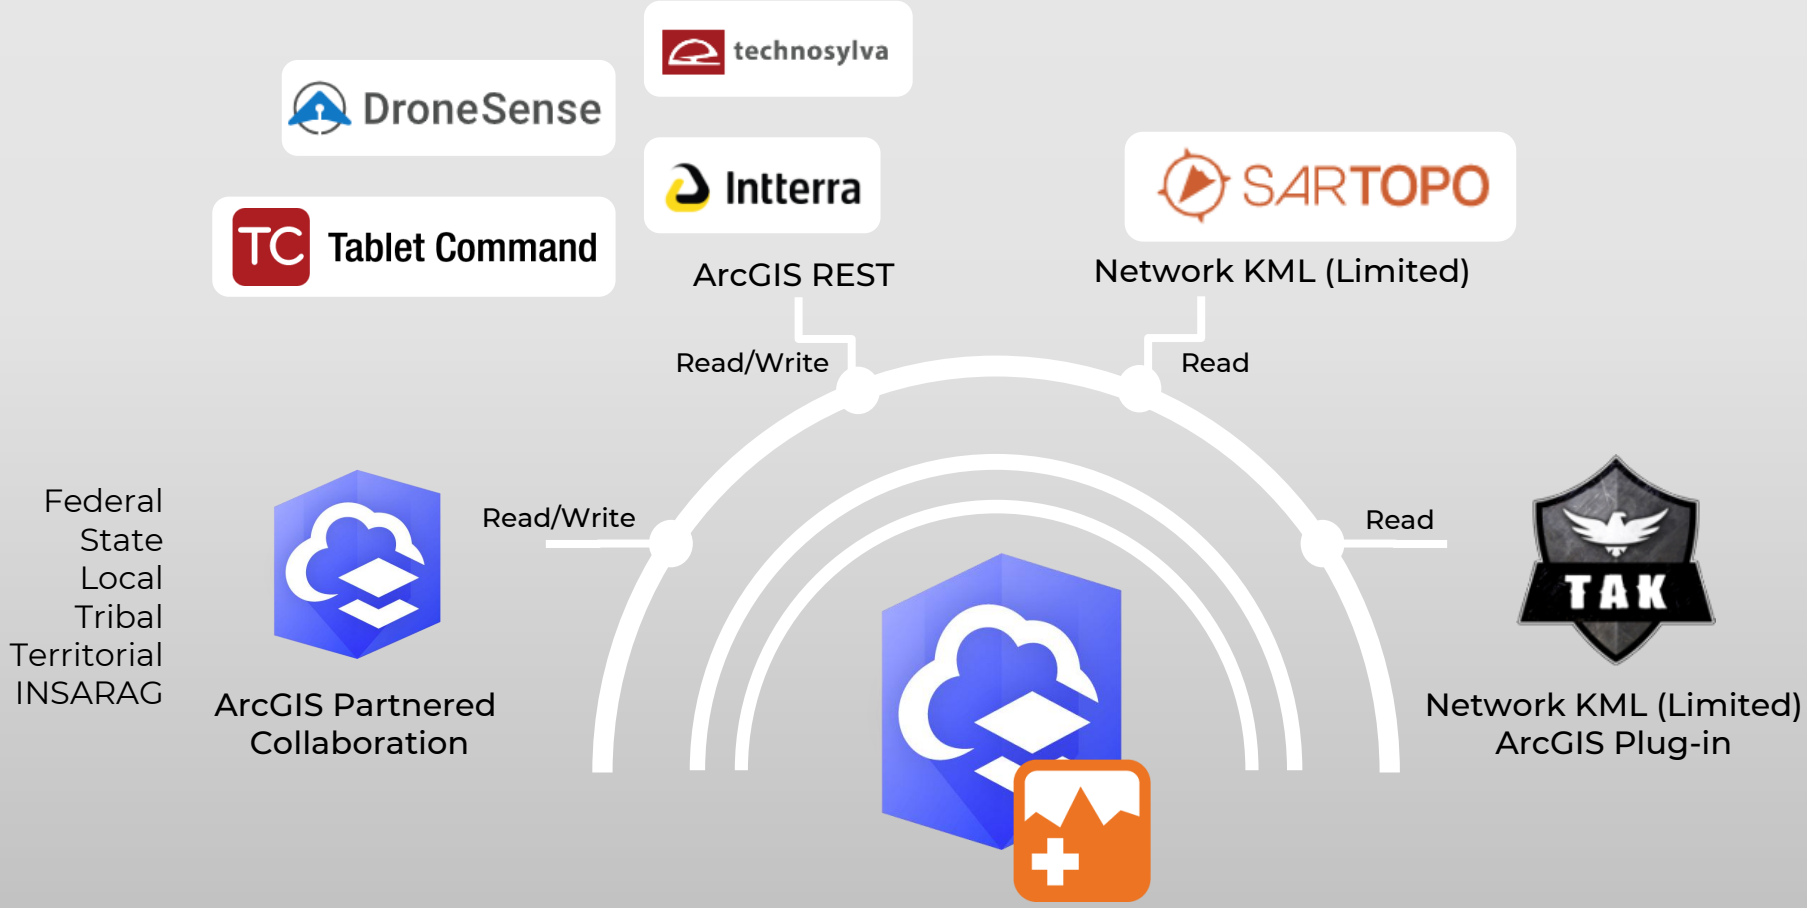 technosylva
DroneSense
Intterra
SARTOPO
TC Tablet Command
ArcGIS REST
Network KML (Limited)
Read/Write
Read
Federal
State
Local
Tribal
Territorial
INSARAG
Read/Write
Read
TAK
ArcGIS Partnered
Collaboration
Network KML (Limited)
ArcGIS Plug-in